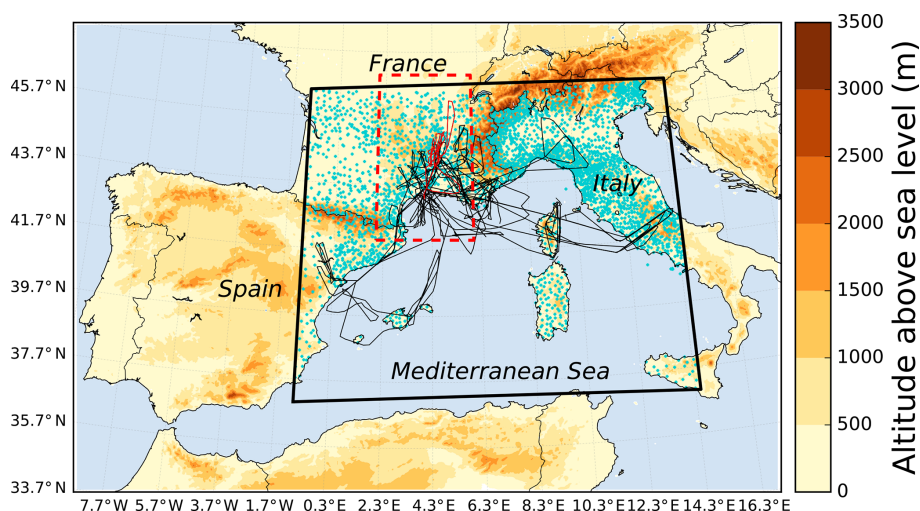 France
Italy
Spain
Mediterranean Sea
45.7° N
43.7° N
41.7° N
39.7° N
37.7° N
35.7° N
33.7° N
7.7°W 5.7°W 3.7°W 1.7°W 0.3°E 2.3°E 4.3°E 6.3°E 8.3°E 10.3°E 12.3°E 14.3°E 16.3°E
3500
3000
2500
2000
1500
1000
500
0
Altitude above sea level (m)